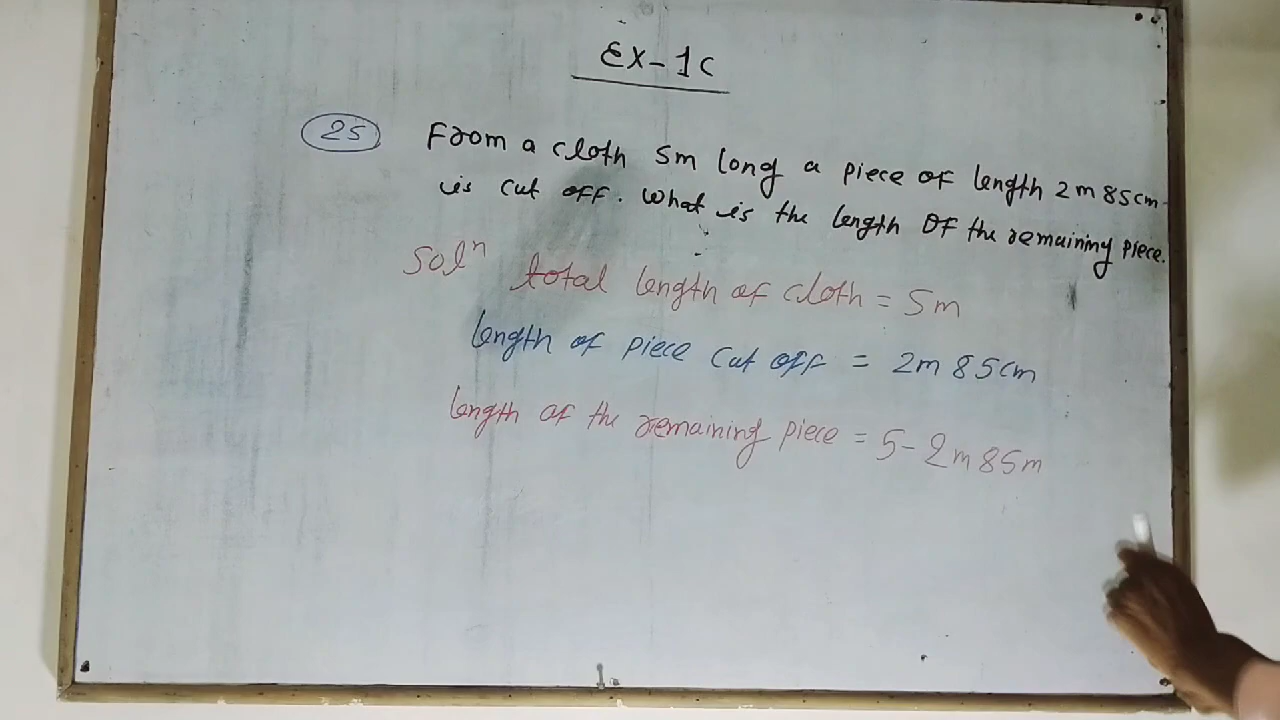 EX-1C
25 From a cloth 5m long a piece of length 2m 85cm
is cut off. What is the length of the remaining piece.
Solⁿ total length of cloth = 5m
length of piece cut off = 2m 85cm
length of the remaining piece = 5-2m 85m